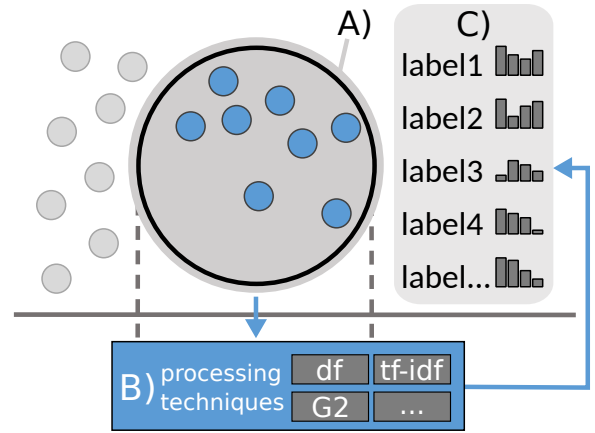 A)
C)
label1
label2
label3
label4
label...
B) processing techniques
df
tf-idf
G2
...